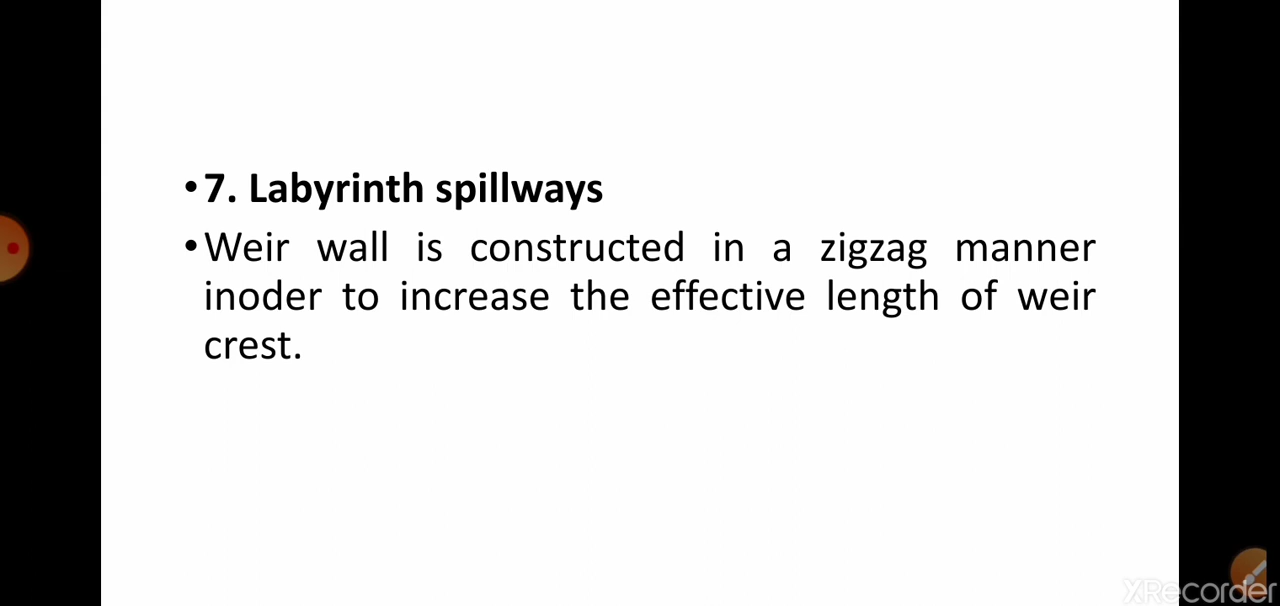 •7. Labyrinth spillways
•Weir wall is constructed in a zigzag manner
inoder to increase the effective length of weir
crest.
XRecorder